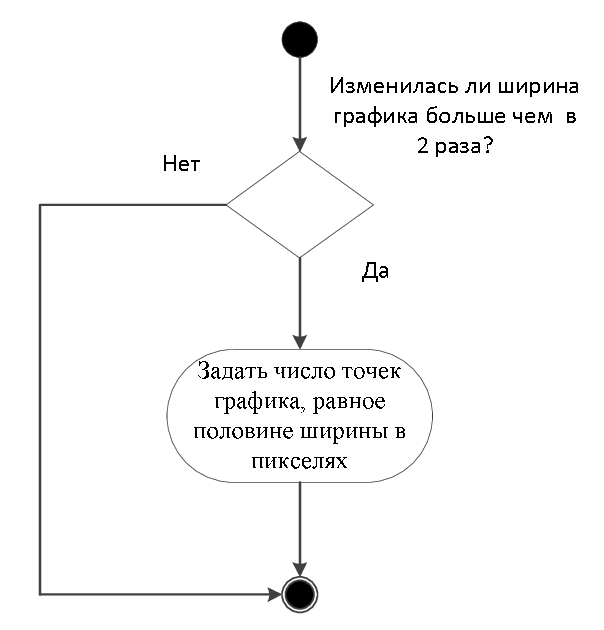 Изменилась ли ширина
графика больше чем в
2 раза?
Нет
Да
Задать число точек
графика, равное
половине ширины в
пикселях